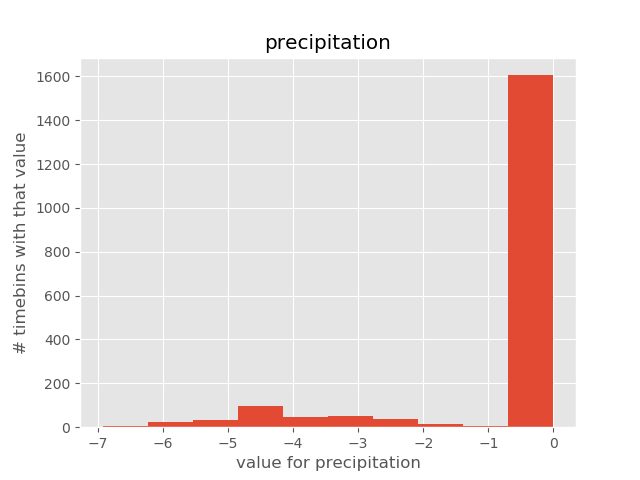 precipitation
1600
1400
1200
1000
800
600
400
200
0
# timebins with that value
−7 −6 −5 −4 −3 −2 −1 0
value for precipitation